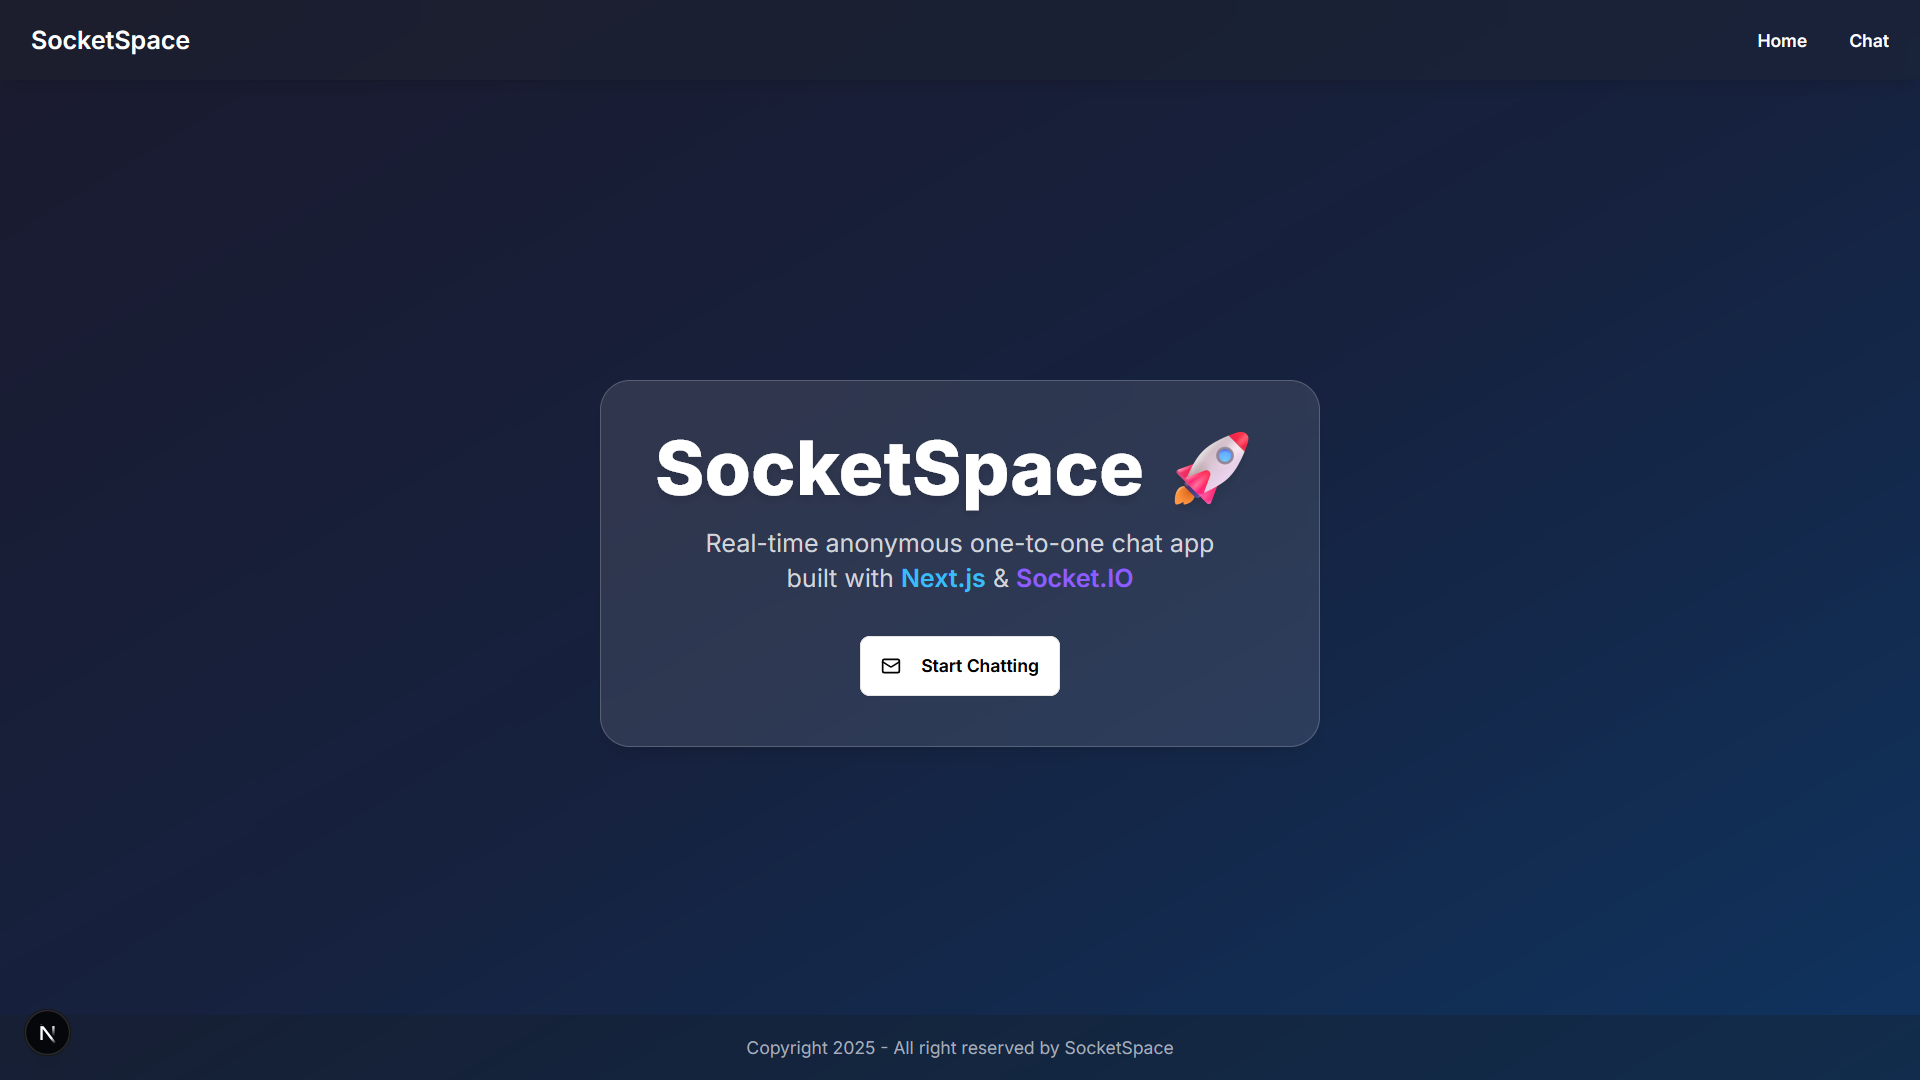 SocketSpace
Home
Chat
SocketSpace 🚀
Real-time anonymous one-to-one chat app
built with Next.js & Socket.IO
Start Chatting
N
Copyright 2025 - All right reserved by SocketSpace